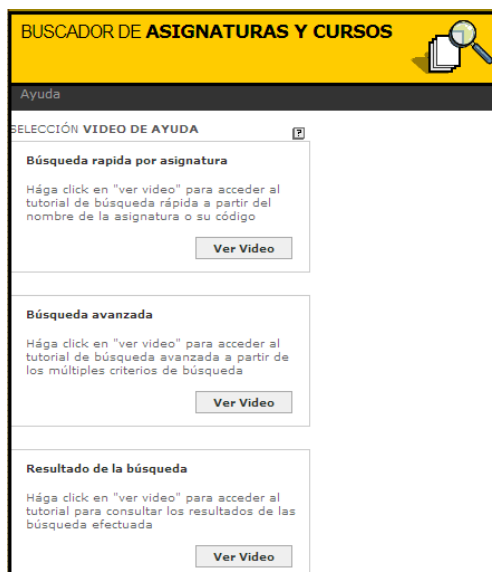 BUSCADOR DE ASIGNATURAS Y CURSOS
Ayuda
SELECCIÓN VIDEO DE AYUDA
?
Búsqueda rapida por asignatura
Hága click en "ver video" para acceder al
tutorial de búsqueda rápida a partir del
nombre de la asignatura o su código
Ver Video
Búsqueda avanzada
Hága click en "ver video" para acceder al
tutorial de búsqueda avanzada a partir de
los múltiples criterios de búsqueda
Ver Video
Resultado de la búsqueda
Hága click en "ver video" para acceder al
tutorial para consultar los resultados de las
búsqueda efectuada
Ver Video